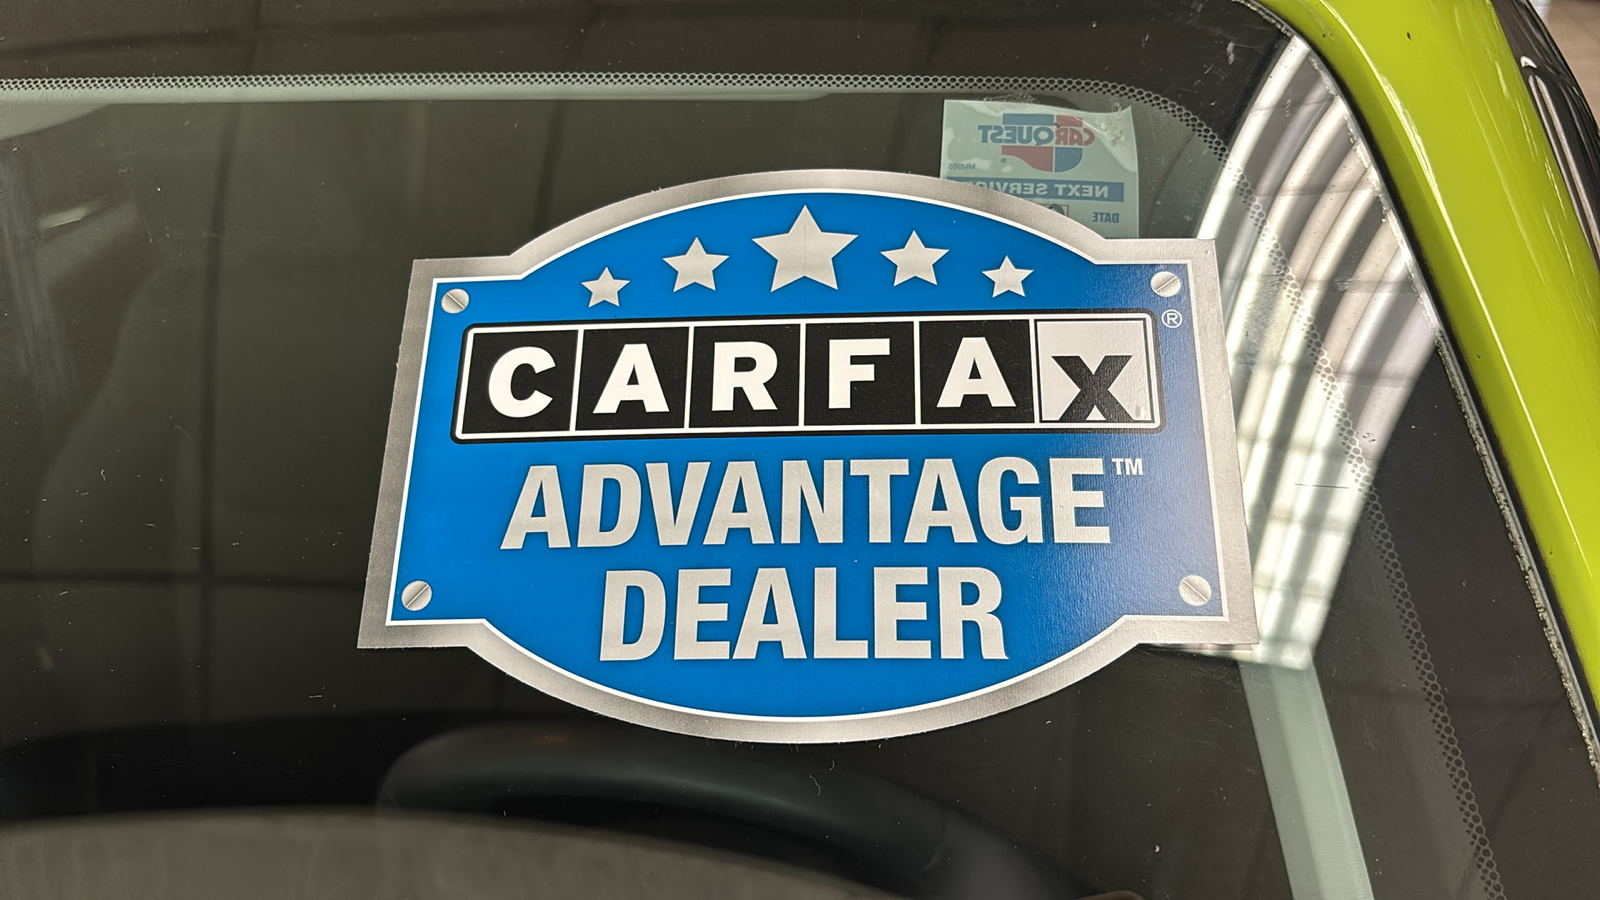 CARQUEST
NEXT SERVICE
DATE
CARFAX®
ADVANTAGE™
DEALER